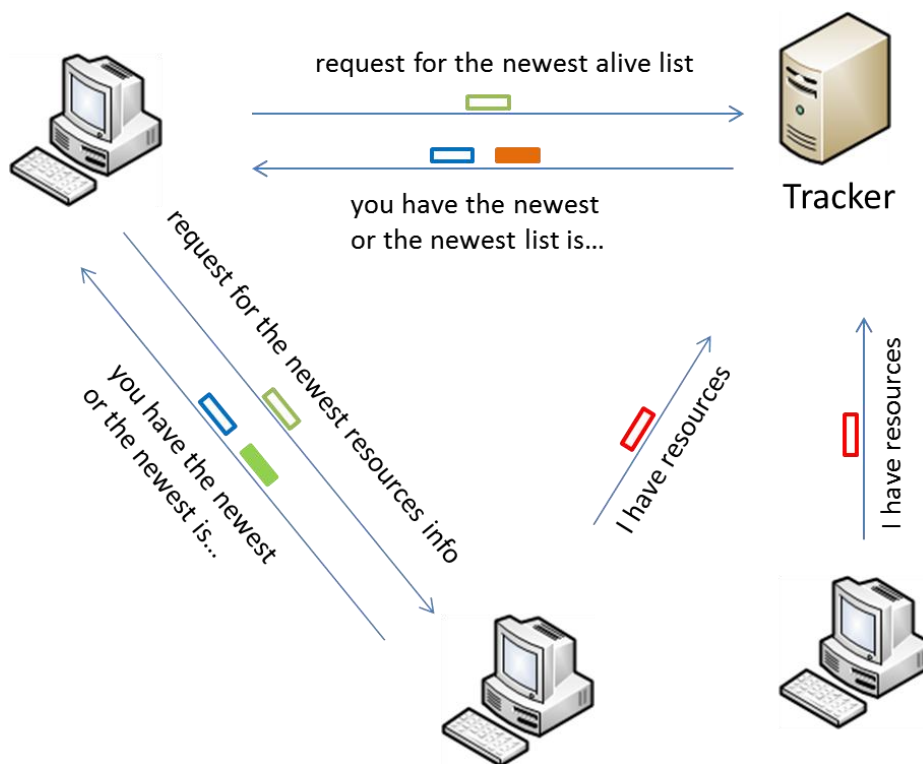 request for the newest alive list
you have the newest
or the newest list is...
Tracker
request for the newest resources info
you have the newest
or the newest is...
I have resources
I have resources